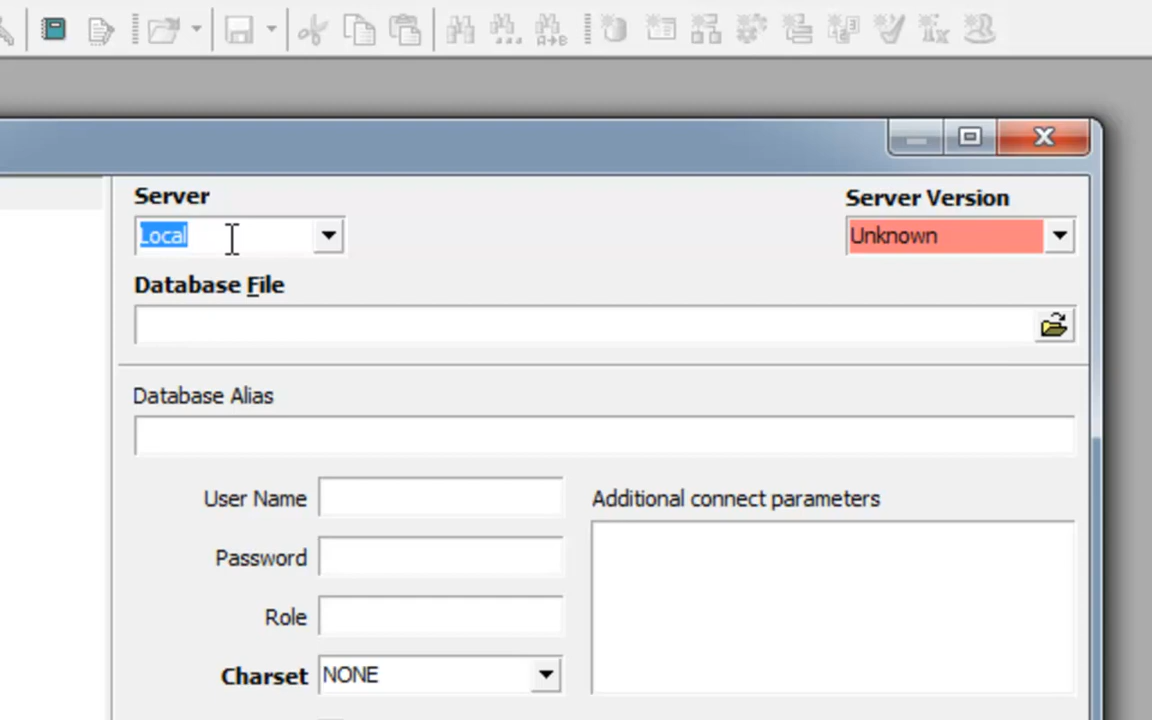 Server
Server Version
Local
Unknown
Database File
Database Alias
User Name
Additional connect parameters
Password
Role
Charset
NONE